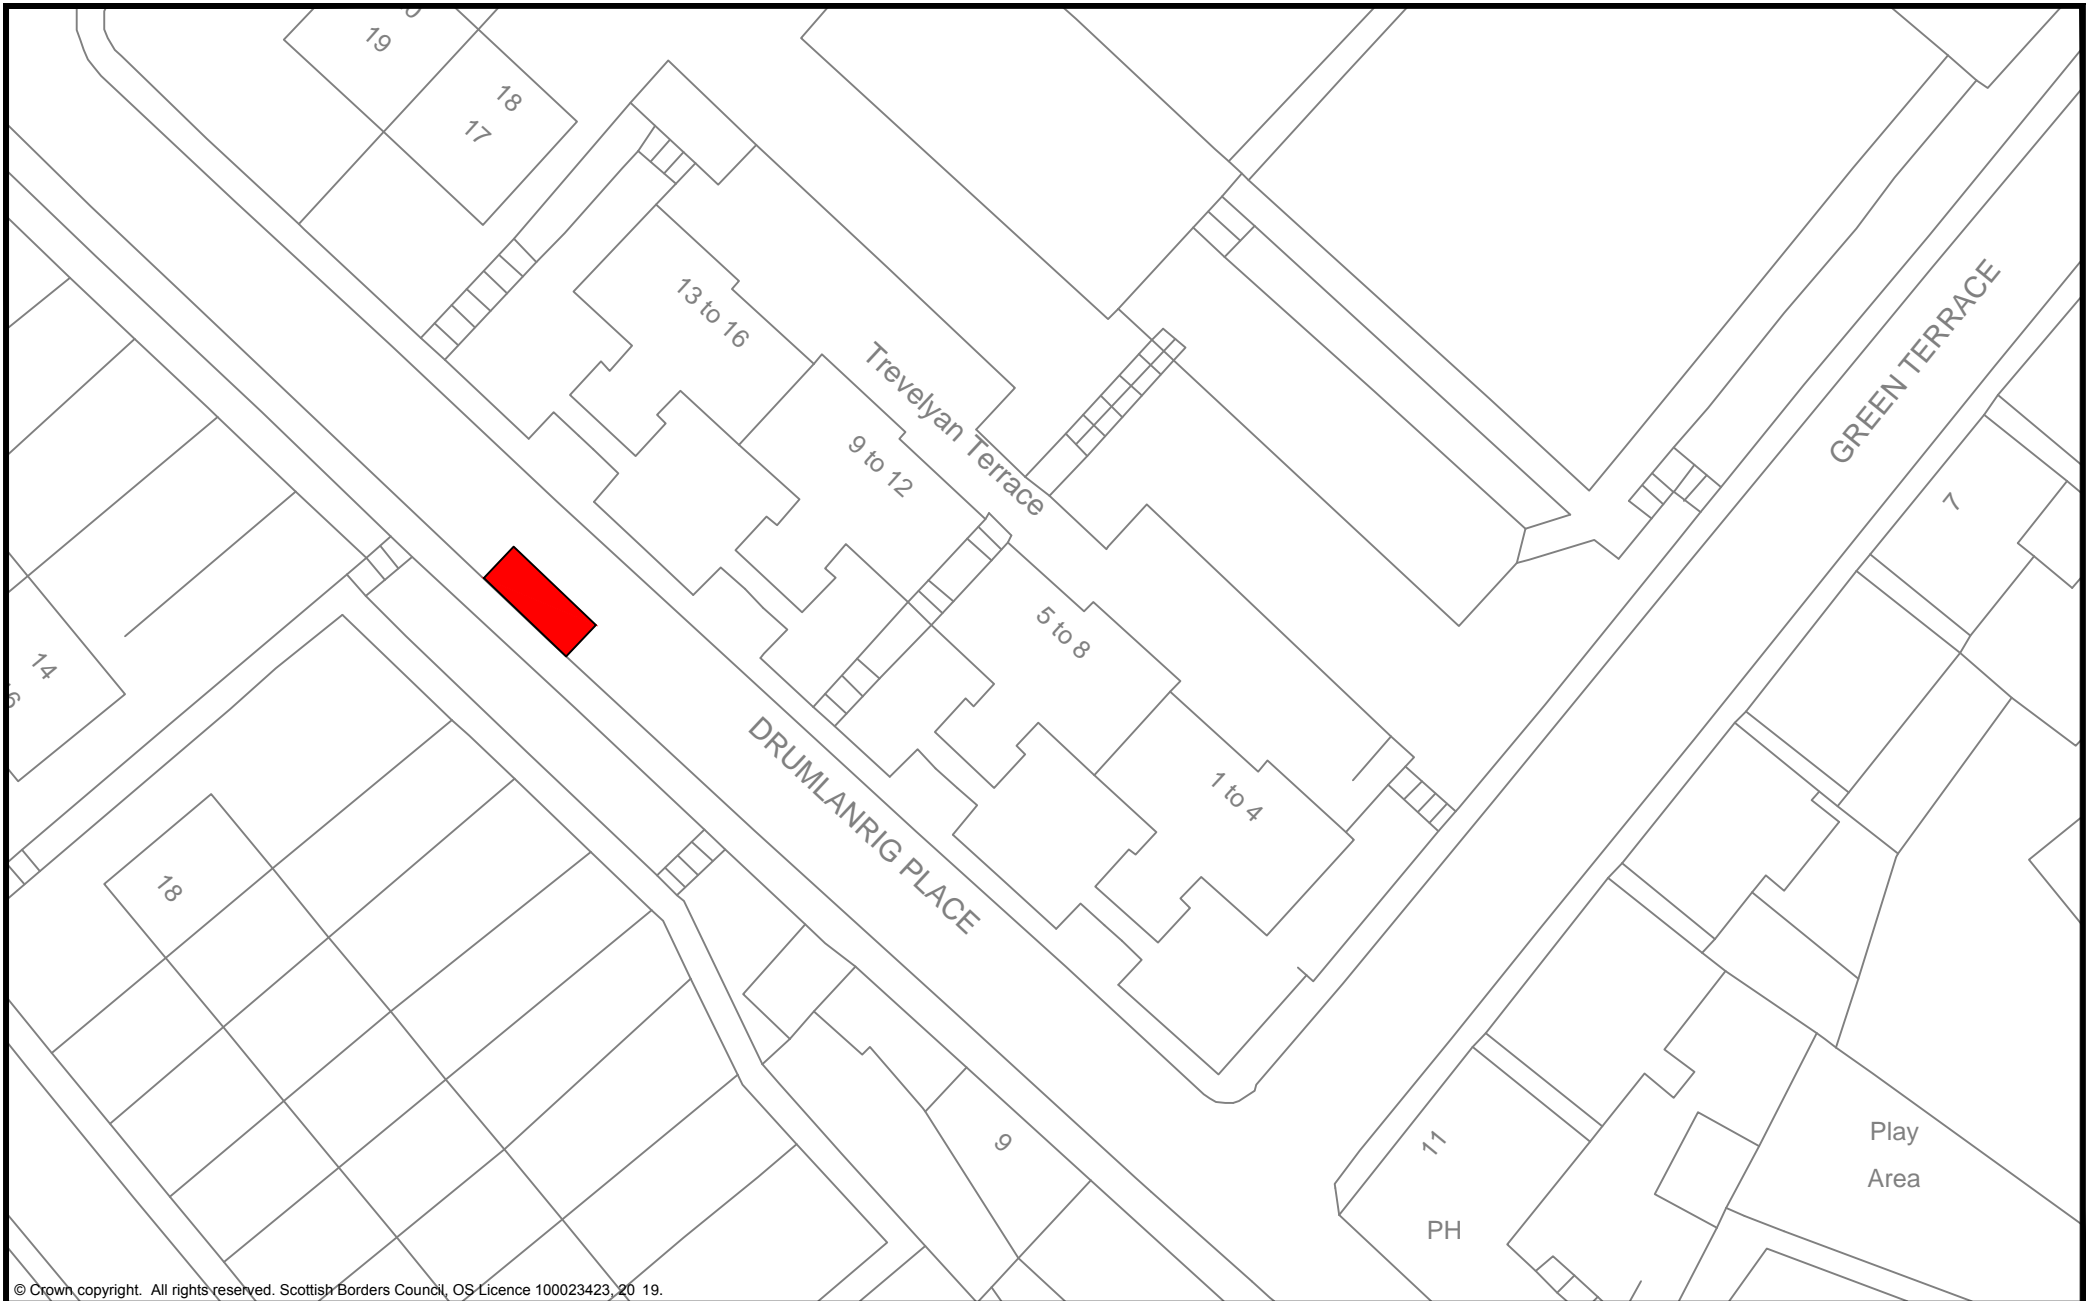 19
18
17
13 to 16
Trevelyan Terrace
9 to 12
GREEN TERRACE
7
5 to 8
14
DRUMLANRIG PLACE
1 to 4
18
9
11
Play
Area
PH
© Crown copyright. All rights reserved. Scottish Borders Council, OS Licence 100023423, 20 19.